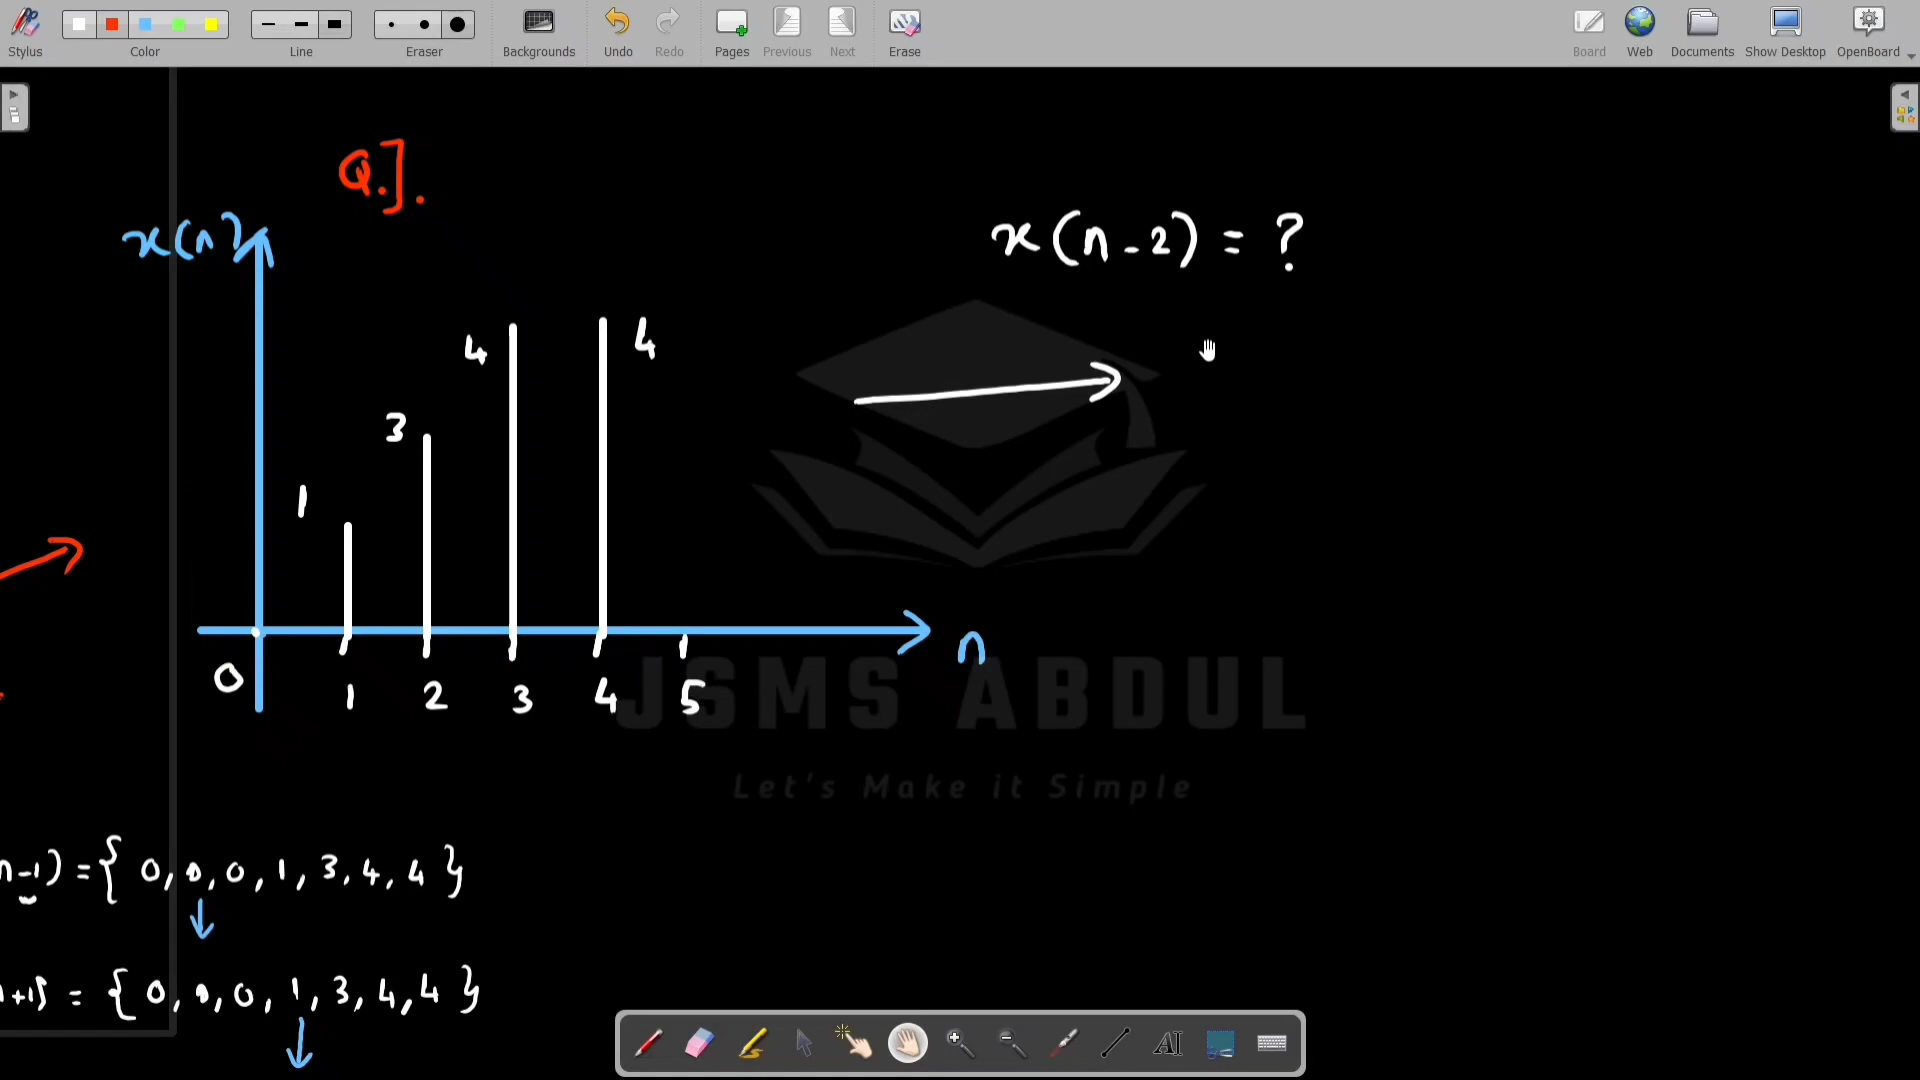 Stylus Color Line Eraser Backgrounds Undo Redo Pages Previous Next Erase Board Web Documents Show Desktop OpenBoard
Q.].
x(n)
x(n-2) = ?
4 4
3
1
n
0 1 2 3 4 5
JSMS ABDUL
Let's Make it Simple
n-1) = { 0, 0, 0, 1, 3, 4, 4 }
+1) = { 0, 0, 0, 1, 3, 4, 4 }
AI